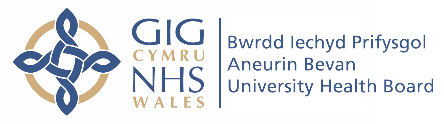 GIG
CYMRU
NHS
WALES
Bwrdd Iechyd Prifysgol
Aneurin Bevan
University Health Board